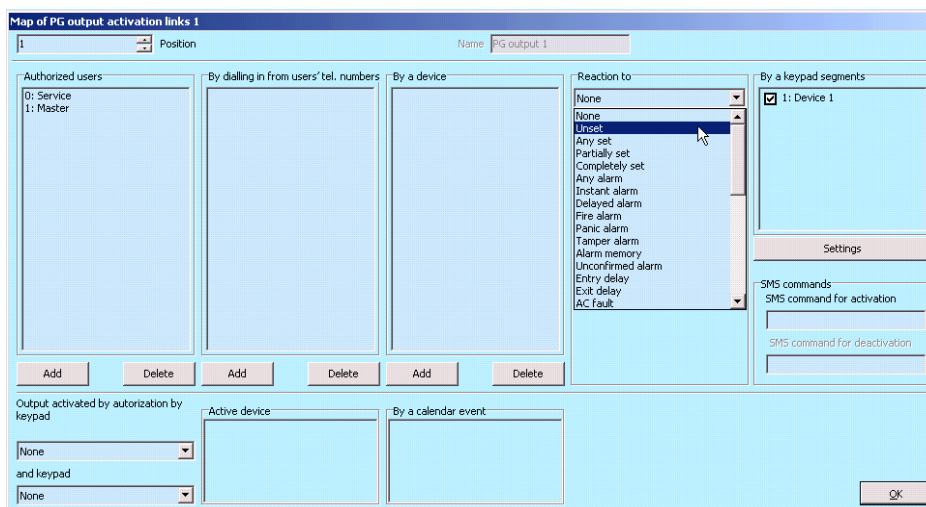 Map of PG output activation links 1
1 Position Name PG output 1
Authorized users
0: Service
1: Master
Add Delete
By dialling in from users' tel. numbers
Add Delete
By a device
Add Delete
Reaction to
None
None
Unset
Any set
Partially set
Completely set
Any alarm
Instant alarm
Delayed alarm
Fire alarm
Panic alarm
Tamper alarm
Alarm memory
Unconfirmed alarm
Entry delay
Exit delay
AC fault
By a keypad segments
1: Device 1
Settings
SMS commands
SMS command for activation
SMS command for deactivation
Output activated by autorization by
keypad
None
and keypad
None
Active device
By a calendar event
OK